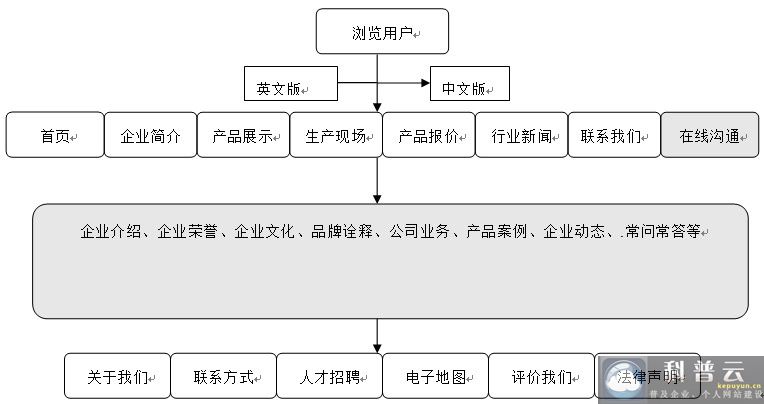 浏览用户
英文版 中文版
首页 企业简介 产品展示 生产现场 产品报价 行业新闻 联系我们 在线沟通
企业介绍、企业荣誉、企业文化、品牌诠释、公司业务、产品案例、企业动态、.常问常答等
关于我们 联系方式 人才招聘 电子地图 评价我们 法律声明
科普云
kepuyun.cn
普及企业、个人网站建设